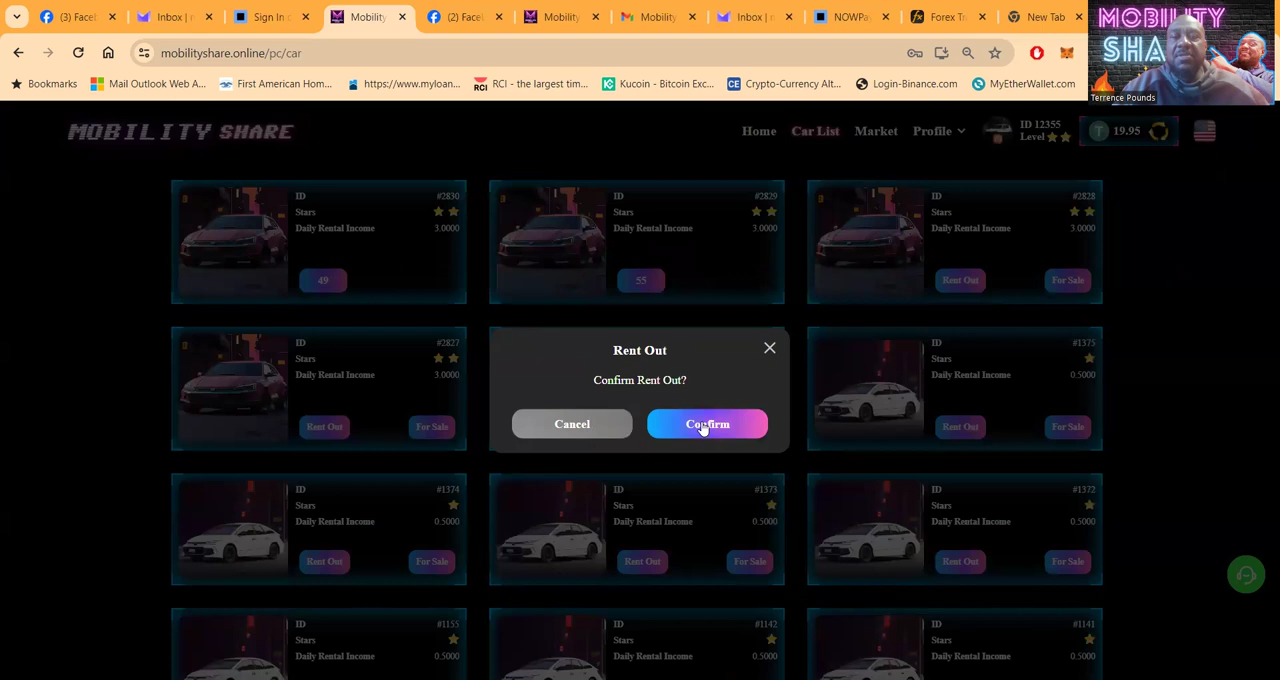 (3) Faceb
Inbox | r
Sign In
Mobility
(2) Face
Mobility
Mobility
Inbox | r
NOWPa
Forex Tr
New Tab
mobilityshare.online/pc/car
Bookmarks
Mail Outlook Web A...
First American Hom...
https://www.myloan...
RCI - the largest tim...
Kucoin - Bitcoin Exc...
Crypto-Currency Alt...
Login-Binance.com
MyEtherWallet.com
MOBILITY
SHA
Terrence Pounds
MOBILITY SHARE
Home
Car List
Market
Profile
ID 12355
Level
T 19.95
ID #2830
Stars
Daily Rental Income 3.0000
49
ID #2829
Stars
Daily Rental Income 3.0000
55
ID #2828
Stars
Daily Rental Income 3.0000
Rent Out
For Sale
ID #2827
Stars
Daily Rental Income 3.0000
Rent Out
For Sale
Rent Out
Confirm Rent Out?
Cancel
Confirm
ID #1375
Stars
Daily Rental Income 0.5000
Rent Out
For Sale
ID #1374
Stars
Daily Rental Income 0.5000
Rent Out
For Sale
ID #1373
Stars
Daily Rental Income 0.5000
Rent Out
For Sale
ID #1372
Stars
Daily Rental Income 0.5000
Rent Out
For Sale
ID #1155
Stars
Daily Rental Income 0.5000
ID #1142
Stars
Daily Rental Income 0.5000
ID #1141
Stars
Daily Rental Income 0.5000